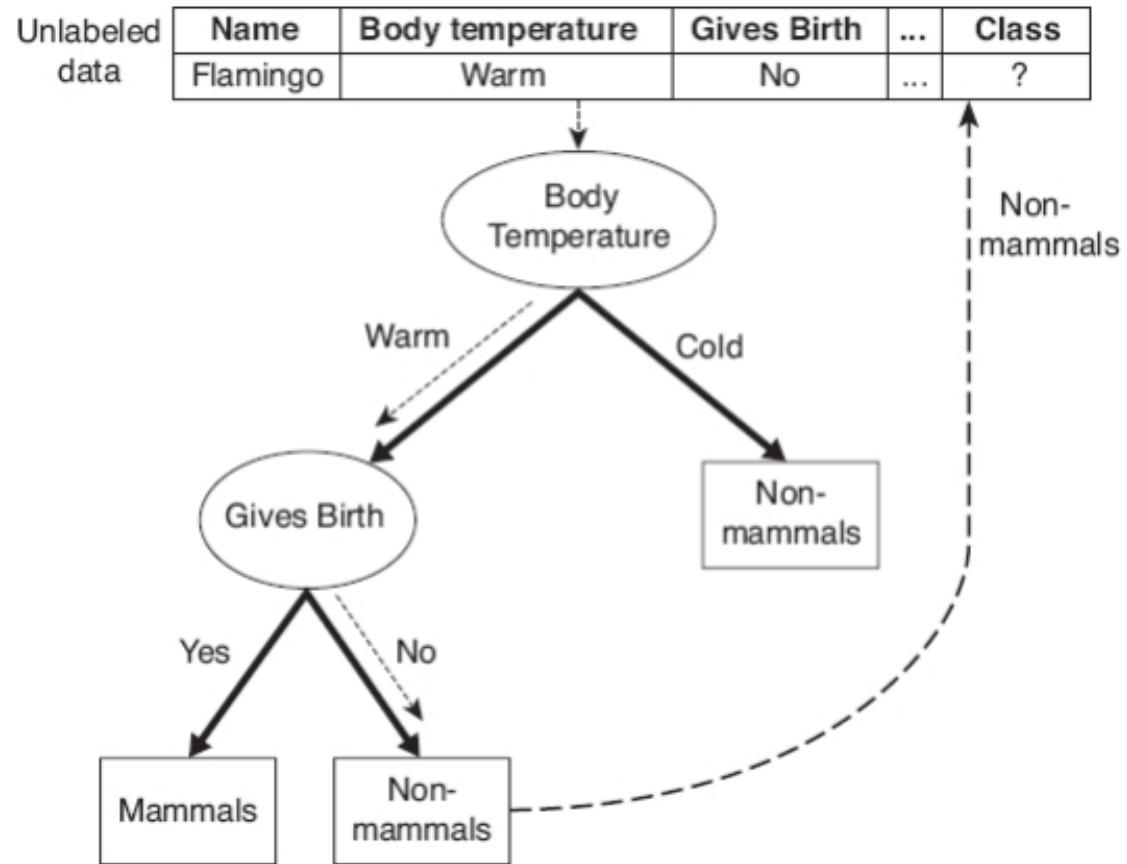 Unlabeled data
Name Body temperature Gives Birth ... Class
Flamingo Warm No ... ?
Body
Temperature
Non-
mammals
Warm
Cold
Gives Birth
Non-
mammals
Yes
No
Mammals
Non-
mammals